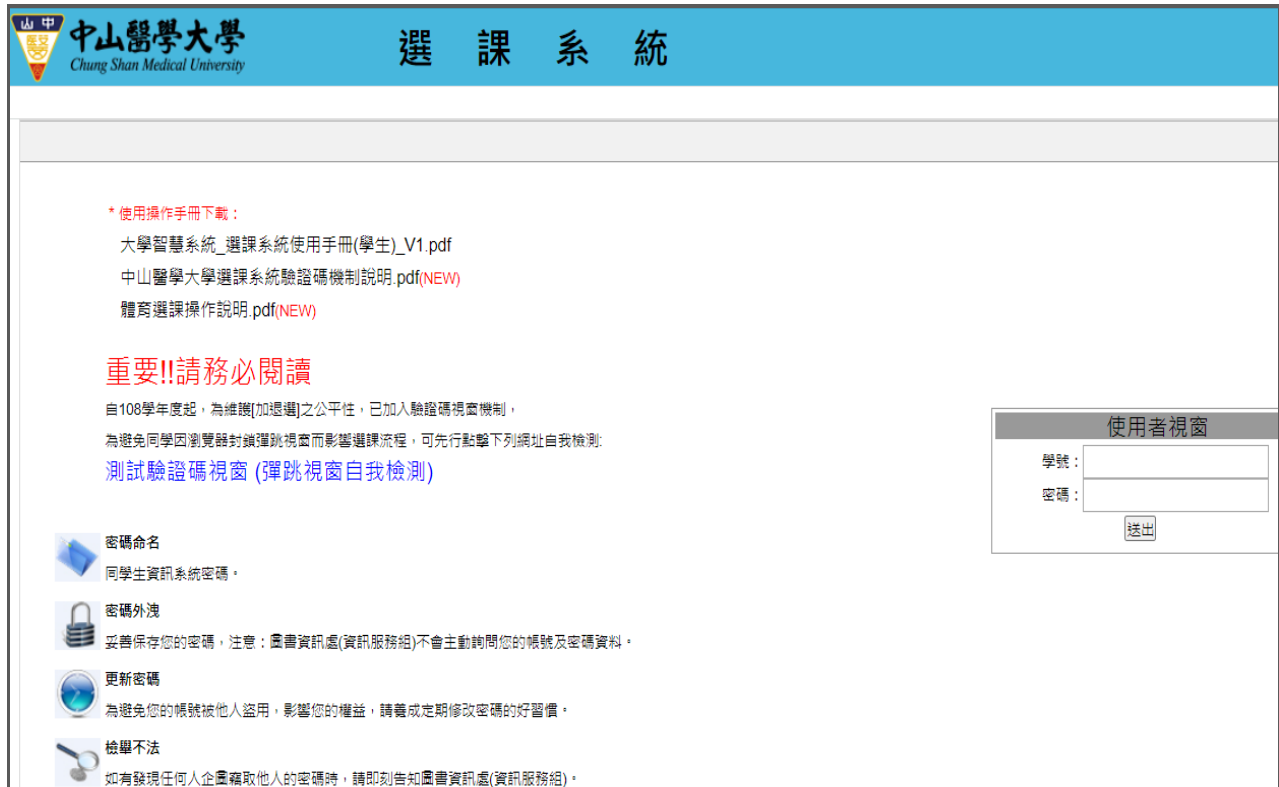 山中
中山醫學大學
Chung Shan Medical University
選課系統
* 使用操作手冊下載：
大學智慧系統_選課系統使用手冊(學生)_V1.pdf
中山醫學大學選課系統驗證碼機制說明.pdf(NEW)
體育選課操作說明.pdf(NEW)
重要!!請務必閱讀
自108學年度起，為維護[加退選]之公平性，已加入驗證碼視窗機制，
為避免同學因瀏覽器封鎖彈跳視窗而影響選課流程，可先行點擊下列網址自我檢測:
測試驗證碼視窗 (彈跳視窗自我檢測)
使用者視窗
學號：
密碼：
送出
密碼命名
同學生資訊系統密碼。
密碼外洩
妥善保存您的密碼，注意：圖書資訊處(資訊服務組)不會主動詢問您的帳號及密碼資料。
更新密碼
為避免您的帳號被他人盜用，影響您的權益，請養成定期修改密碼的好習慣。
檢舉不法
如有發現任何人企圖竊取他人的密碼時，請即刻告知圖書資訊處(資訊服務組)。